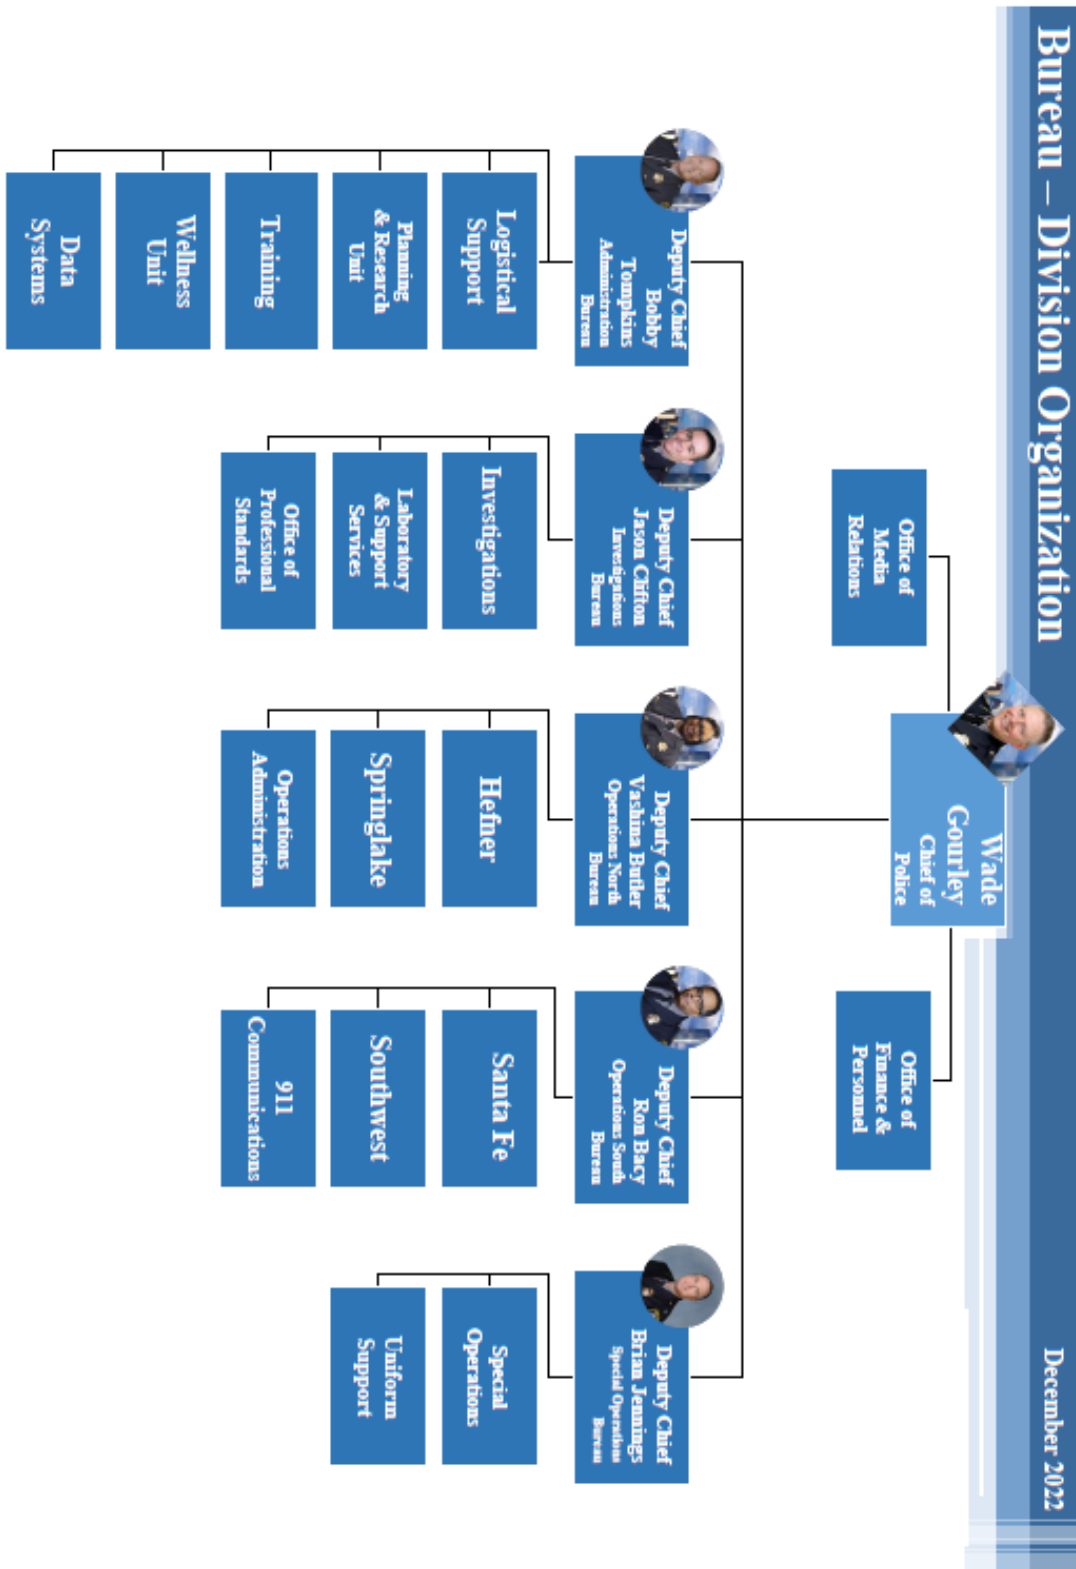 Bureau – Division Organization
December 2022
Wade
Gourley
Chief of
Police
Office of
Media
Relations
Office of
Finance &
Personnel
Deputy Chief
Bobby
Tompkins
Administration
Bureau
Logistical
Support
Planning
& Research
Unit
Training
Wellness
Unit
Data
Systems
Deputy Chief
Jason Clifton
Investigations
Bureau
Investigations
Laboratory
& Support
Services
Office of
Professional
Standards
Deputy Chief
Vashina Butler
Operations North
Bureau
Hefner
Springlake
Operations
Administration
Deputy Chief
Ron Bacy
Operations South
Bureau
Santa Fe
Southwest
911
Communications
Deputy Chief
Brian Jennings
Special Operations
Bureau
Special
Operations
Uniform
Support